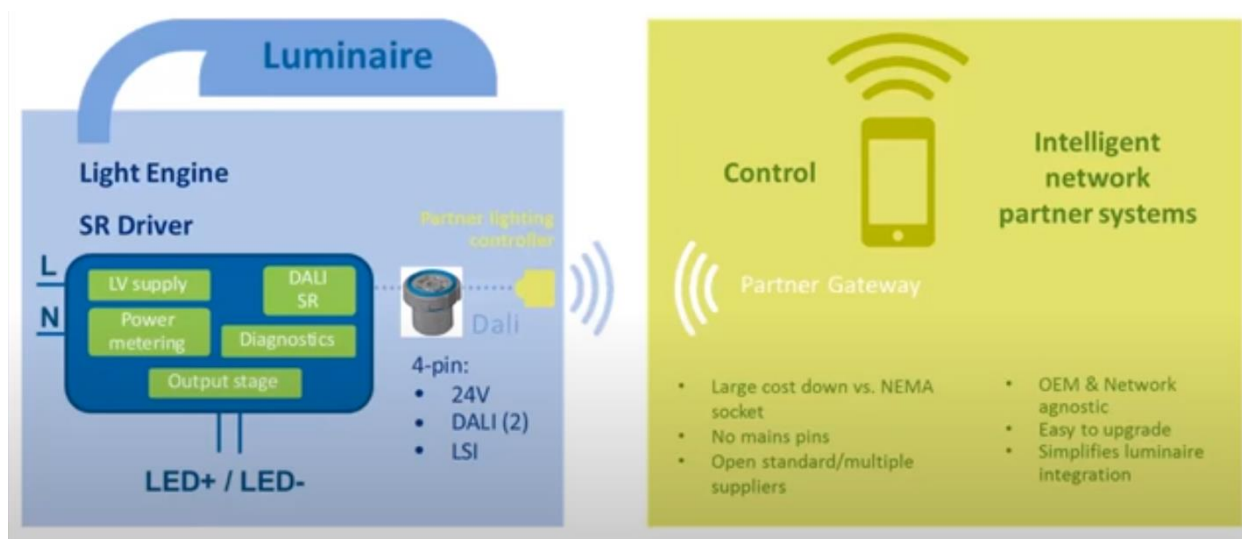 Luminaire
Light Engine
SR Driver
Partner lighting
controller
L
N
LV supply
DALI
SR
Power
metering
Diagnostics
Output stage
LED+ / LED-
Dali
4-pin:
• 24V
• DALI (2)
• LSI
Control
Intelligent
network
partner systems
Partner Gateway
• Large cost down vs. NEMA
socket
• No mains pins
• Open standard/multiple
suppliers
• OEM & Network
agnostic
• Easy to upgrade
• Simplifies luminaire
integration